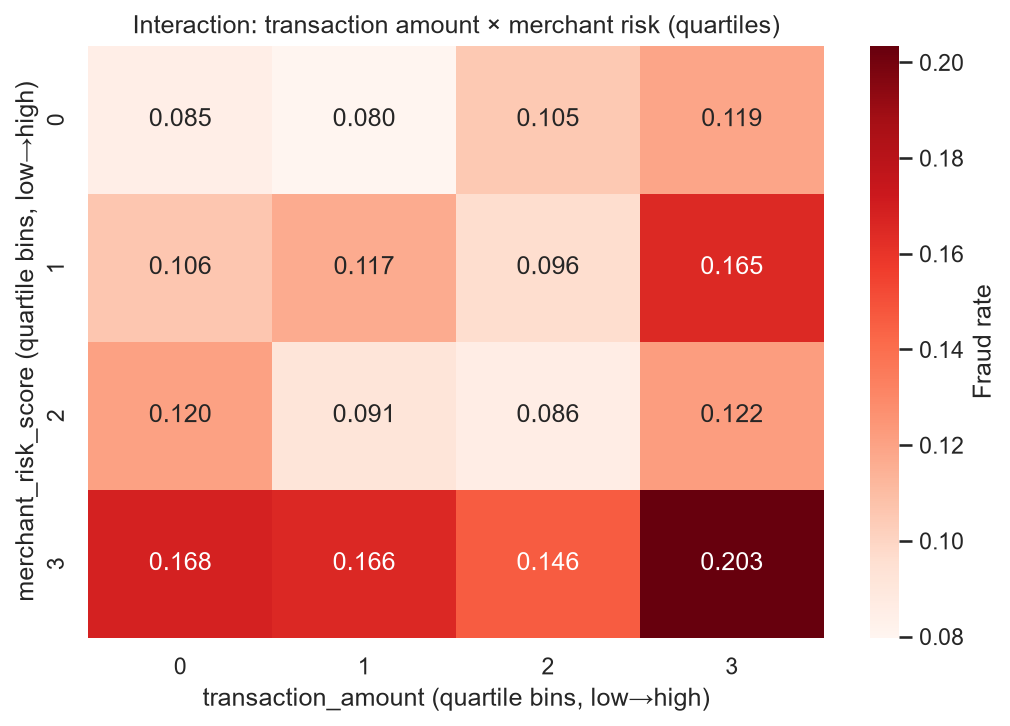 Interaction: transaction amount × merchant risk (quartiles)
merchant_risk_score (quartile bins, low→high)
0 0.085 0.080 0.105 0.119
1 0.106 0.117 0.096 0.165
2 0.120 0.091 0.086 0.122
3 0.168 0.166 0.146 0.203
0 1 2 3
transaction_amount (quartile bins, low→high)
0.20
0.18
0.16
0.14
0.12
0.10
0.08
Fraud rate